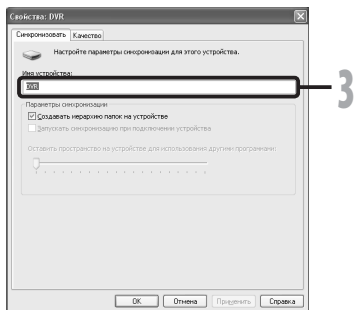 Свойства: DVR
Синхронизовать Качество
Настройте параметры синхронизации для этого устройства.
Имя устройства:
DVR
3
Параметры синхронизации
Создавать иерархию папок на устройстве
Запускать синхронизацию при подключении устройства
Оставить пространство на устройстве для использования другими программами:
ОК Отмена Применить Справка